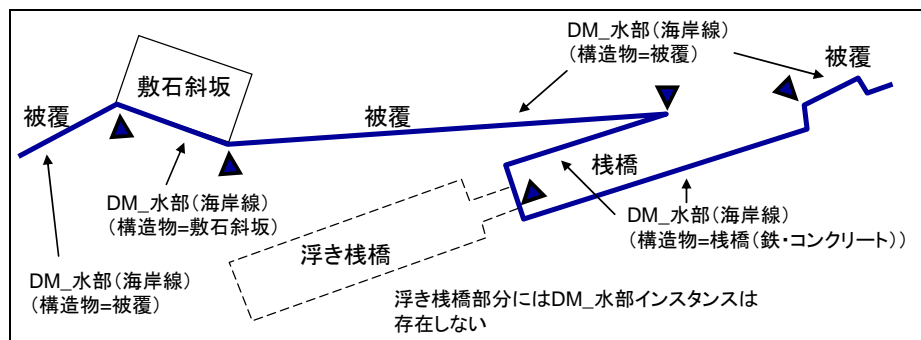 DM_水部(海岸線)
(構造物=被覆)
被覆
敷石斜坂
被覆
被覆
桟橋
DM_水部(海岸線)
(構造物=敷石斜坂)
DM_水部(海岸線)
(構造物=桟橋(鉄・コンクリート))
浮き桟橋
DM_水部(海岸線)
(構造物=被覆)
浮き桟橋部分にはDM_水部インスタンスは
存在しない